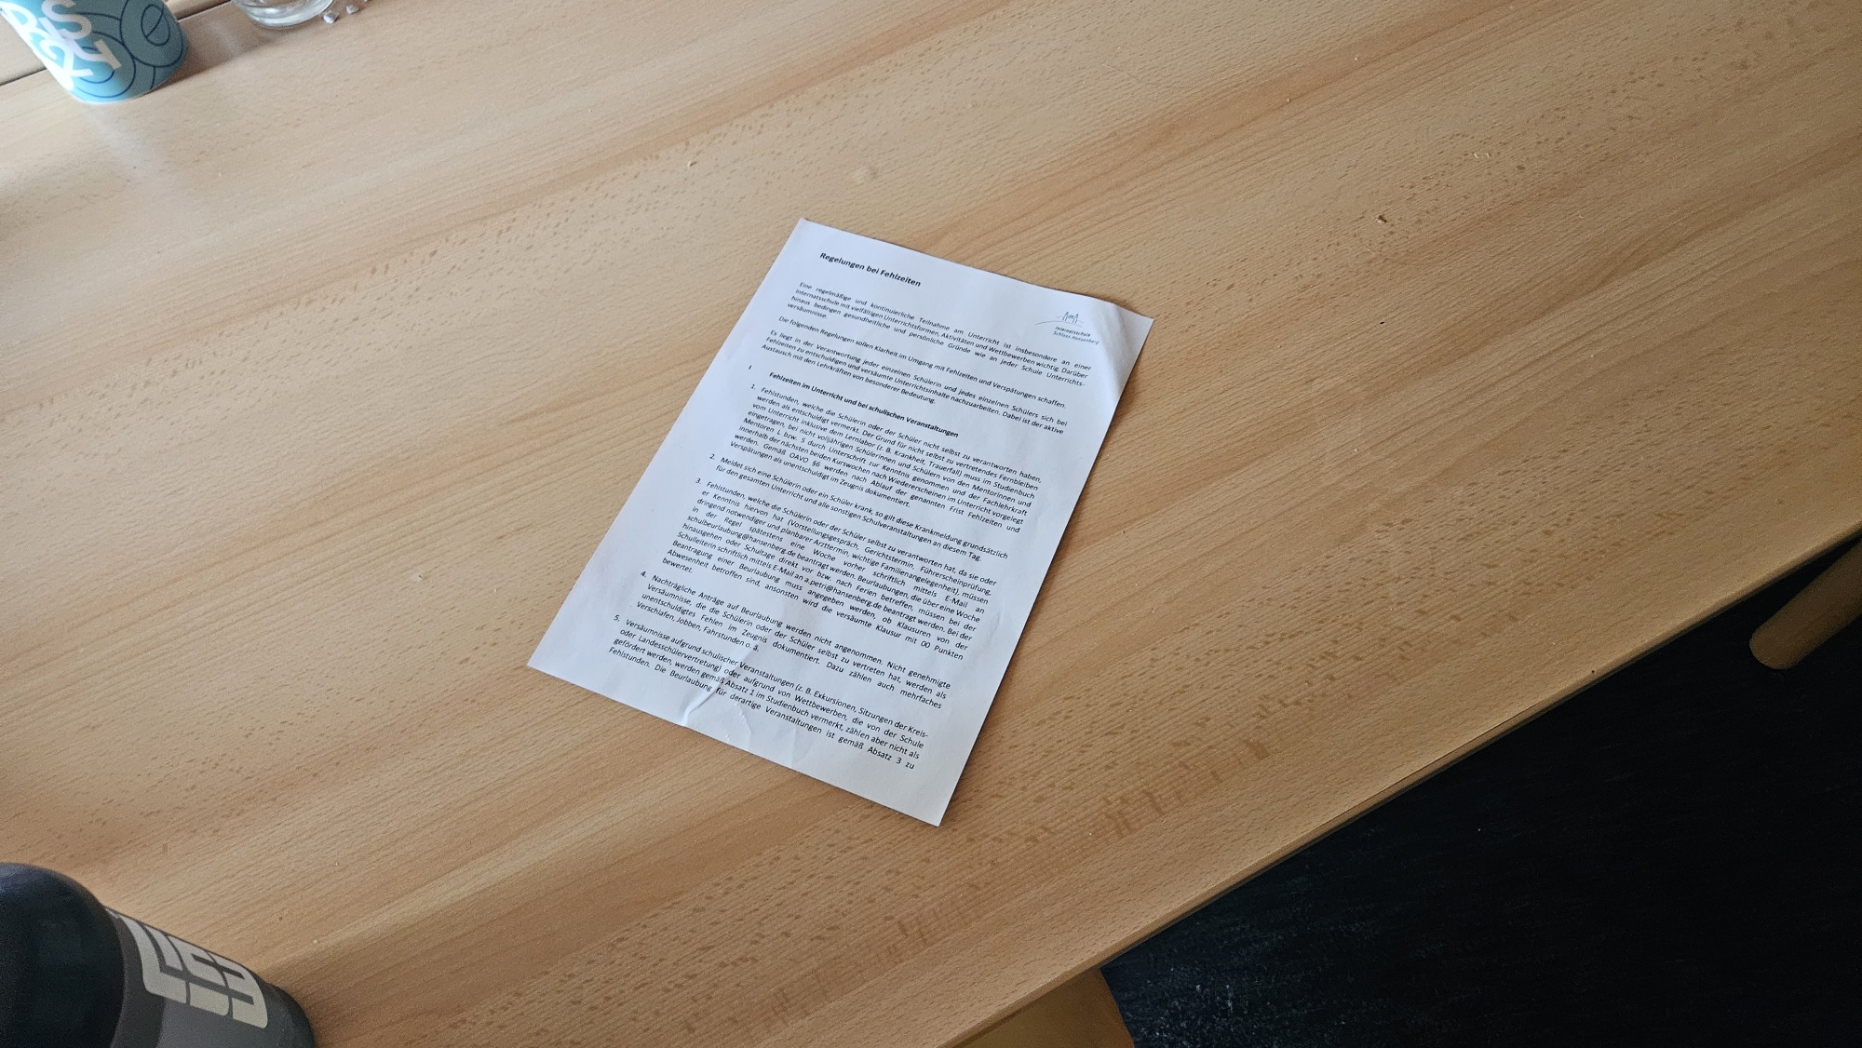 Regelungen bei Fehlzeiten
Internatsschule
Schloss Hansenberg
Eine regelmäßige und kontinuierliche Teilnahme am Unterricht ist insbesondere an einer
Internatsschule mit vielfältigen Unterrichtsformen, Aktivitäten und Wettbewerben wichtig. Darüber
hinaus bedingen gesundheitliche und persönliche Gründe wie an jeder Schule Unterrichts-
versäumnisse.
Die folgenden Regelungen sollen Klarheit im Umgang mit Fehlzeiten und Verspätungen schaffen.
Es liegt in der Verantwortung jeder einzelnen Schülerin und jedes einzelnen Schülers sich bei
Fehlzeiten zu entschuldigen und versäumte Unterrichtsinhalte nachzuarbeiten. Dabei ist der aktive
Austausch mit den Lehrkräften von besonderer Bedeutung.
I Fehlzeiten im Unterricht und bei schulischen Veranstaltungen
1. Fehlstunden, welche die Schülerin oder der Schüler nicht selbst zu verantworten haben,
werden als entschuldigt vermerkt. Der Grund für nicht selbst zu vertretendes Fernbleiben
vom Unterricht inklusive dem Lernlabor (z. B. Krankheit, Trauerfall) muss im Studienbuch
eingetragen, bei nicht volljährigen Schülerinnen und Schülern von den Mentorinnen und
Mentoren L bzw. S durch Unterschrift zur Kenntnis genommen und der Fachlehrkraft
innerhalb der nächsten beiden Kurswochen nach Wiedererscheinen im Unterricht vorgelegt
werden. Gemäß OAVO §6 werden nach Ablauf der genannten Frist Fehlzeiten und
Verspätungen als unentschuldigt im Zeugnis dokumentiert.
2. Meldet sich eine Schülerin oder ein Schüler krank, so gilt diese Krankmeldung grundsätzlich
für den gesamten Unterricht und alle sonstigen Schulveranstaltungen an diesem Tag.
3. Fehlstunden, welche die Schülerin oder der Schüler selbst zu verantworten hat, da sie oder
er Kenntnis hiervon hat (Vorstellungsgespräch, Gerichtstermin, Führerscheinprüfung,
dringend notwendiger und planbarer Arzttermin, wichtige Familienangelegenheit), müssen
in der Regel spätestens eine Woche vorher schriftlich mittels E-Mail an
schulbeurlaubung@hansenberg.de beantragt werden. Beurlaubungen, die über eine Woche
hinausgehen oder Schultage direkt vor bzw. nach Ferien betreffen, müssen bei der
Schulleiterin schriftlich mittels E-Mail an a.petri@hansenberg.de beantragt werden. Bei der
Beantragung einer Beurlaubung muss angegeben werden, ob Klausuren von der
Abwesenheit betroffen sind, ansonsten wird die versäumte Klausur mit 00 Punkten
bewertet.
4. Nachträgliche Anträge auf Beurlaubung werden nicht angenommen. Nicht genehmigte
Versäumnisse, die die Schülerin oder der Schüler selbst zu vertreten hat, werden als
unentschuldigtes Fehlen im Zeugnis dokumentiert. Dazu zählen auch mehrfaches
Verschlafen, Jobben, Fahrstunden o. ä.
5. Versäumnisse aufgrund schulischer Veranstaltungen (z. B. Exkursionen, Sitzungen der Kreis-
oder Landesschülervertretung) oder aufgrund von Wettbewerben, die von der Schule
gefördert werden, werden gemäß Absatz 1 im Studienbuch vermerkt, zählen aber nicht als
Fehlstunden. Die Beurlaubung für derartige Veranstaltungen ist gemäß Absatz 3 zu